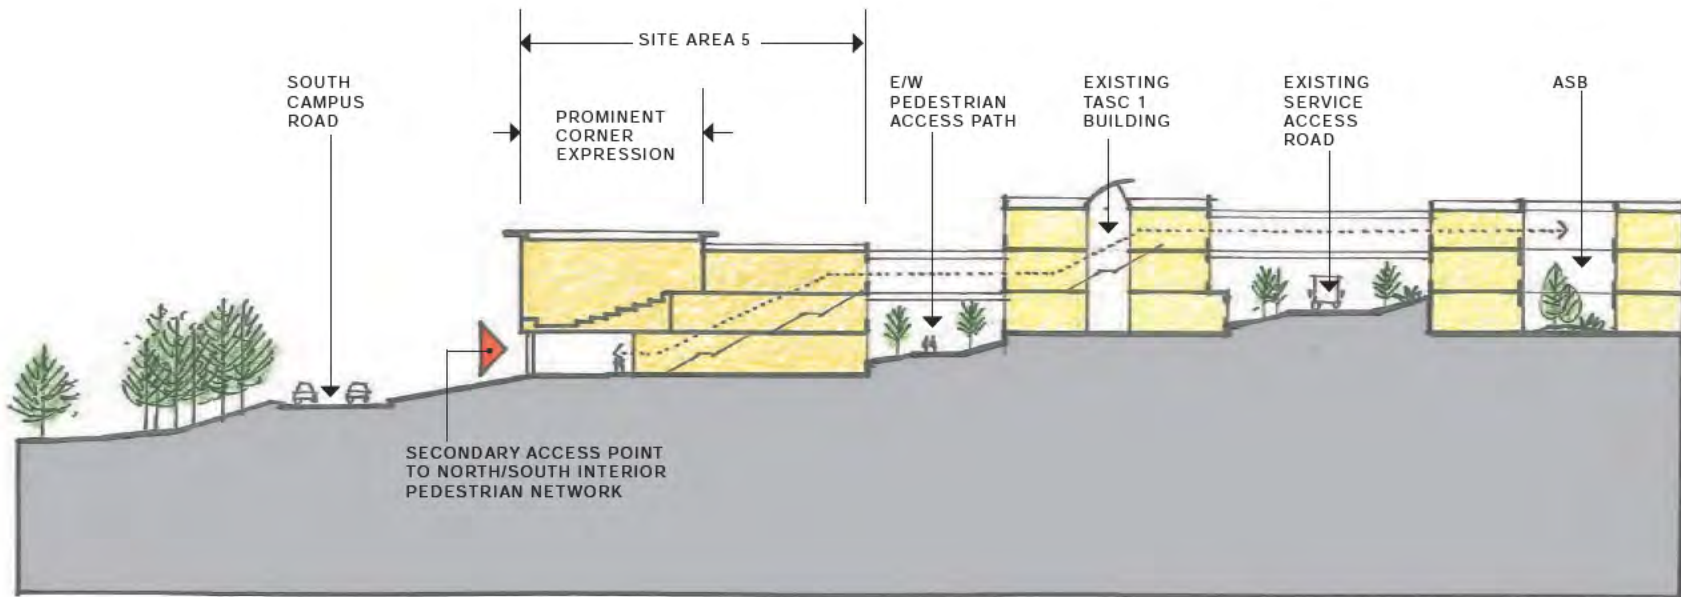 SITE AREA 5
SOUTH
CAMPUS
ROAD
PROMINENT
CORNER
EXPRESSION
E/W
PEDESTRIAN
ACCESS PATH
EXISTING
TASC 1
BUILDING
EXISTING
SERVICE
ACCESS
ROAD
ASB
SECONDARY ACCESS POINT
TO NORTH/SOUTH INTERIOR
PEDESTRIAN NETWORK